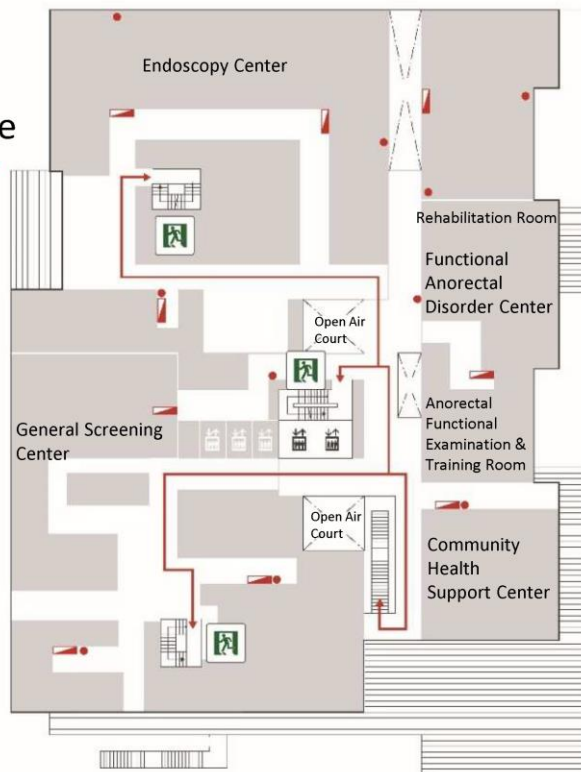 Endoscopy Center
e
Rehabilitation Room
Functional
Anorectal
Disorder Center
Open Air
Court
General Screening
Center
Anorectal
Functional
Examination &
Training Room
Open Air
Court
Community
Health
Support Center